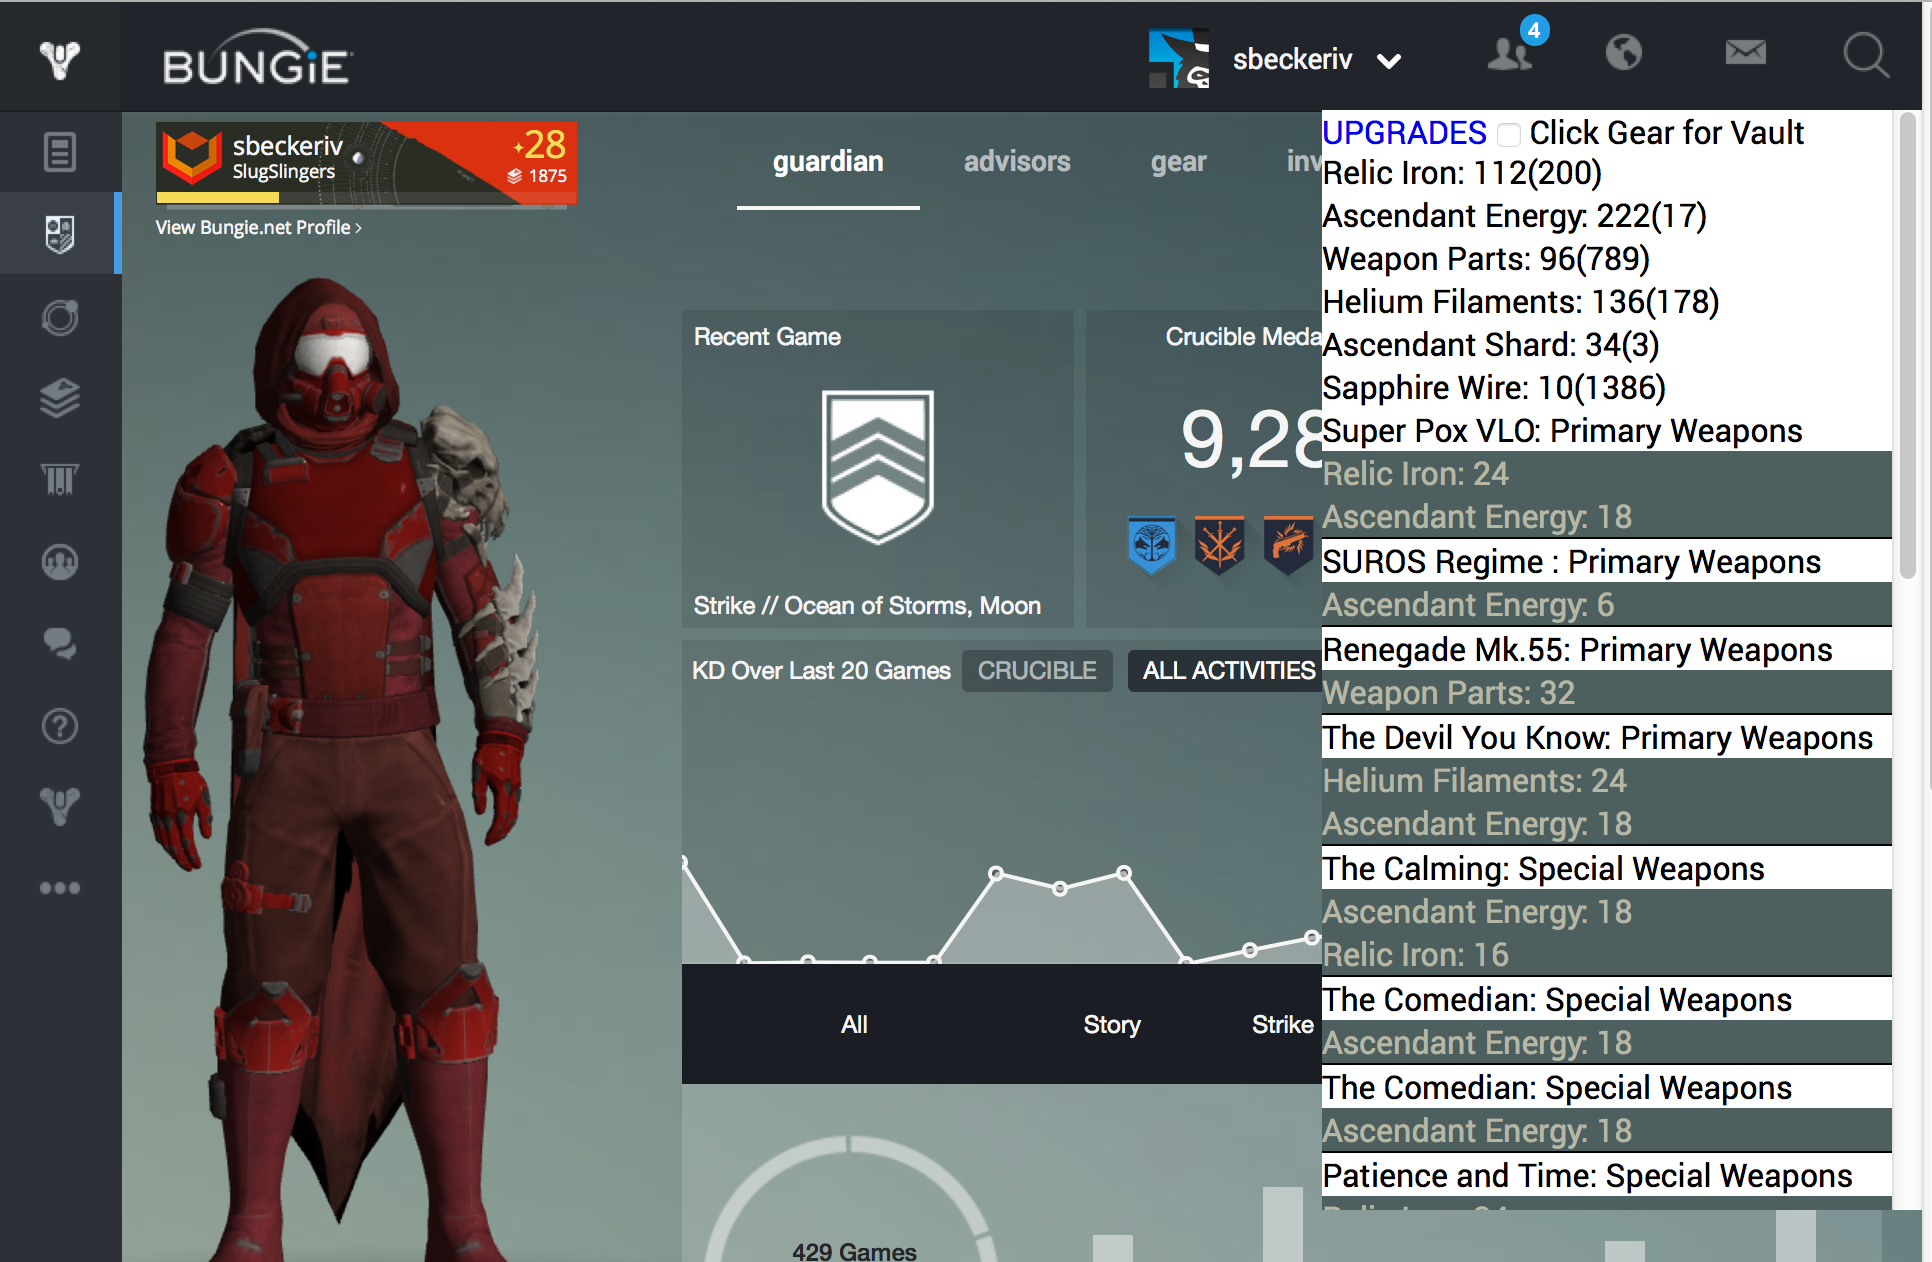 BUNGiE
sbeckeriv
4
sbeckeriv
SlugSlingers
28
1875
View Bungie.net Profile ›
guardian
advisors
gear
inv
Recent Game
Strike // Ocean of Storms, Moon
Crucible Meda
9,28
KD Over Last 20 Games
CRUCIBLE
ALL ACTIVITIES
All
Story
Strike
429 Games
UPGRADES Click Gear for Vault
Relic Iron: 112(200)
Ascendant Energy: 222(17)
Weapon Parts: 96(789)
Helium Filaments: 136(178)
Ascendant Shard: 34(3)
Sapphire Wire: 10(1386)
Super Pox VLO: Primary Weapons
Relic Iron: 24
Ascendant Energy: 18
SUROS Regime : Primary Weapons
Ascendant Energy: 6
Renegade Mk.55: Primary Weapons
Weapon Parts: 32
The Devil You Know: Primary Weapons
Helium Filaments: 24
Ascendant Energy: 18
The Calming: Special Weapons
Ascendant Energy: 18
Relic Iron: 16
The Comedian: Special Weapons
Ascendant Energy: 18
The Comedian: Special Weapons
Ascendant Energy: 18
Patience and Time: Special Weapons